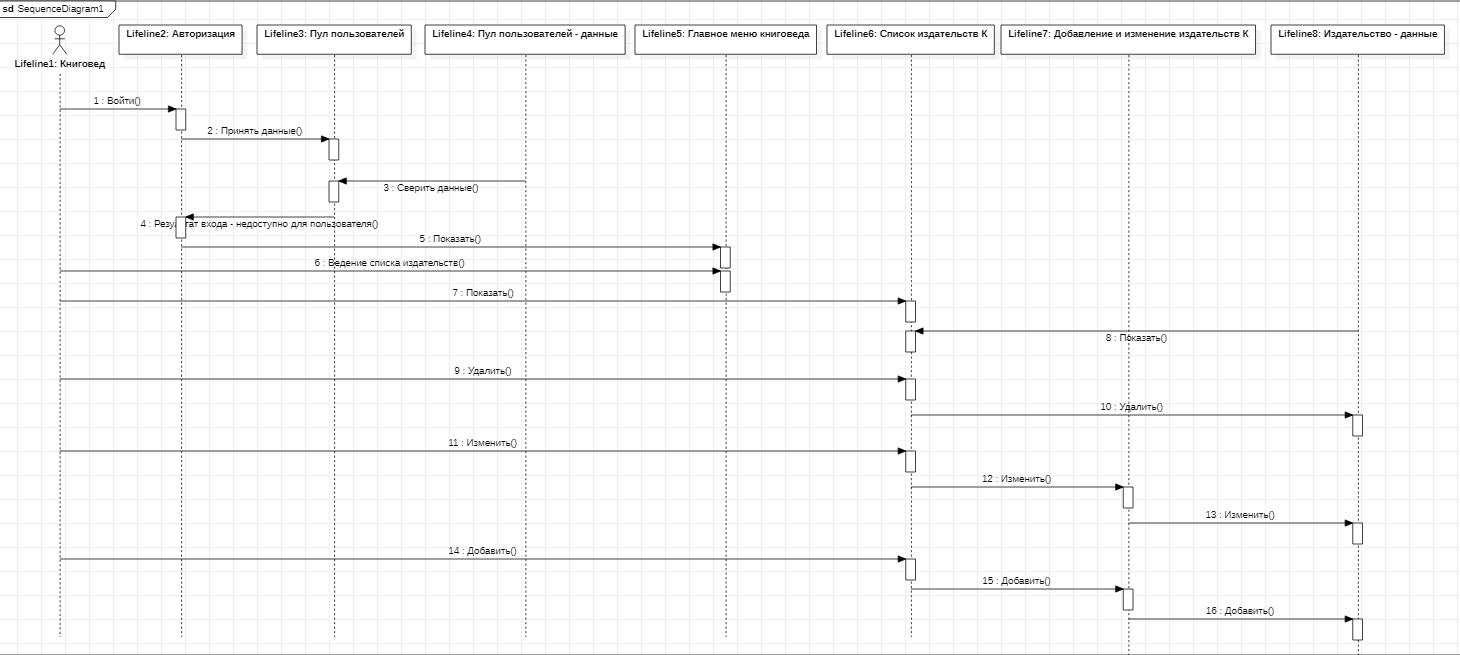 sd SequenceDiagram1
Lifeline1: Книговед
Lifeline2: Авторизация
Lifeline3: Пул пользователей
Lifeline4: Пул пользователей - данные
Lifeline5: Главное меню книговеда
Lifeline6: Список издательств К
Lifeline7: Добавление и изменение издательств К
Lifeline8: Издательство - данные
1 : Войти()
2 : Принять данные()
3 : Сверить данные()
4 : Результат входа - недоступно для пользователя()
5 : Показать()
6 : Ведение списка издательств()
7 : Показать()
8 : Показать()
9 : Удалить()
10 : Удалить()
11 : Изменить()
12 : Изменить()
13 : Изменить()
14 : Добавить()
15 : Добавить()
16 : Добавить()